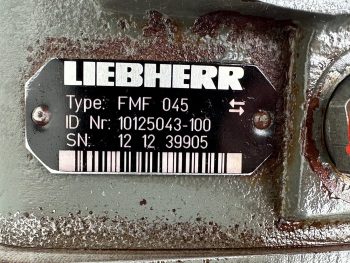 LIEBHERR
Type: FMF 045
ID Nr: 10125043-100
SN: 12 12 39905